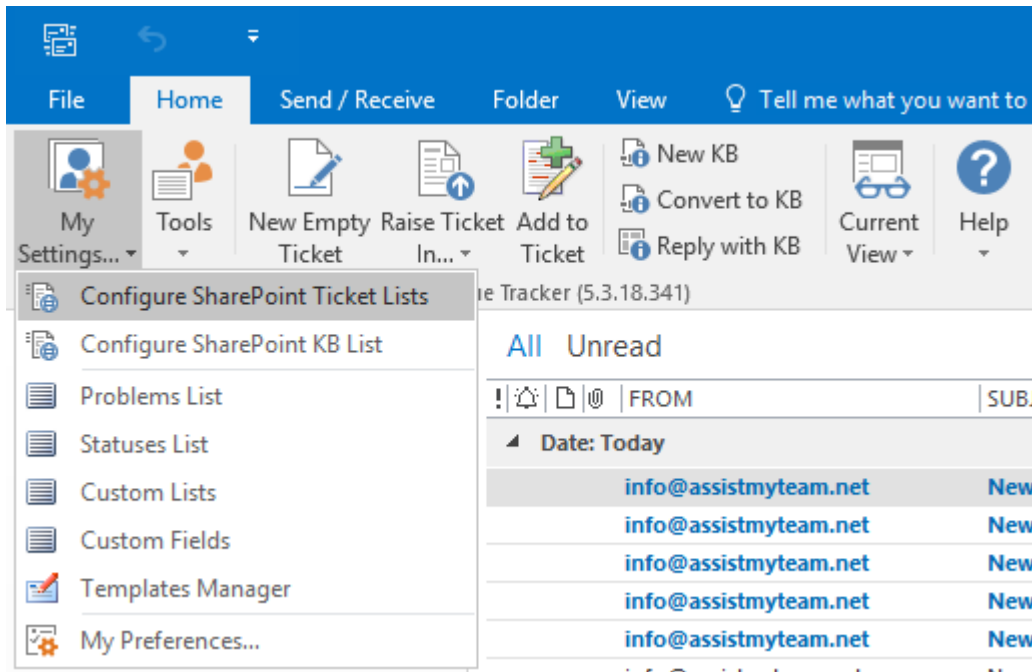 File Home Send / Receive Folder View Tell me what you want to
My Settings...
Tools
New Empty Ticket
Raise Ticket In...
Add to Ticket
New KB
Convert to KB
Reply with KB
Current View
Help
Configure SharePoint Ticket Lists
Configure SharePoint KB List
Problems List
Statuses List
Custom Lists
Custom Fields
Templates Manager
My Preferences...
ue Tracker (5.3.18.341)
All Unread
! FROM SUB.
Date: Today
info@assistmyteam.net New
info@assistmyteam.net New
info@assistmyteam.net New
info@assistmyteam.net New
info@assistmyteam.net New